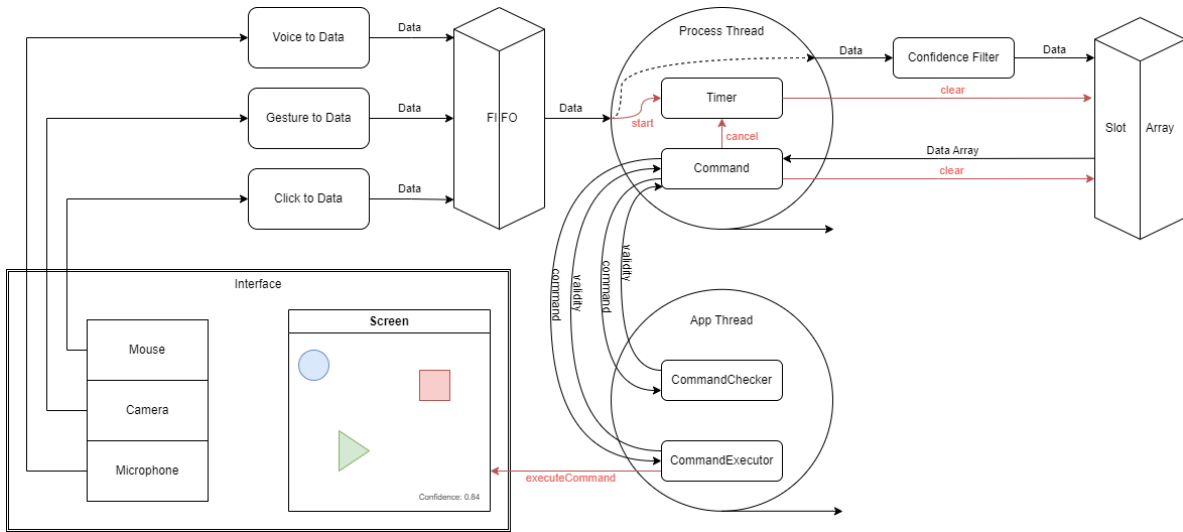 Voice to Data
Data
Gesture to Data
Data
Click to Data
Data
FIFO
Data
Process Thread
Data
Confidence Filter
Data
Timer
clear
start
cancel
Command
Data Array
clear
Slot Array
command
validity
command
validity
Interface
Mouse
Camera
Microphone
Screen
Confidence: 0.84
App Thread
CommandChecker
CommandExecutor
executeCommand